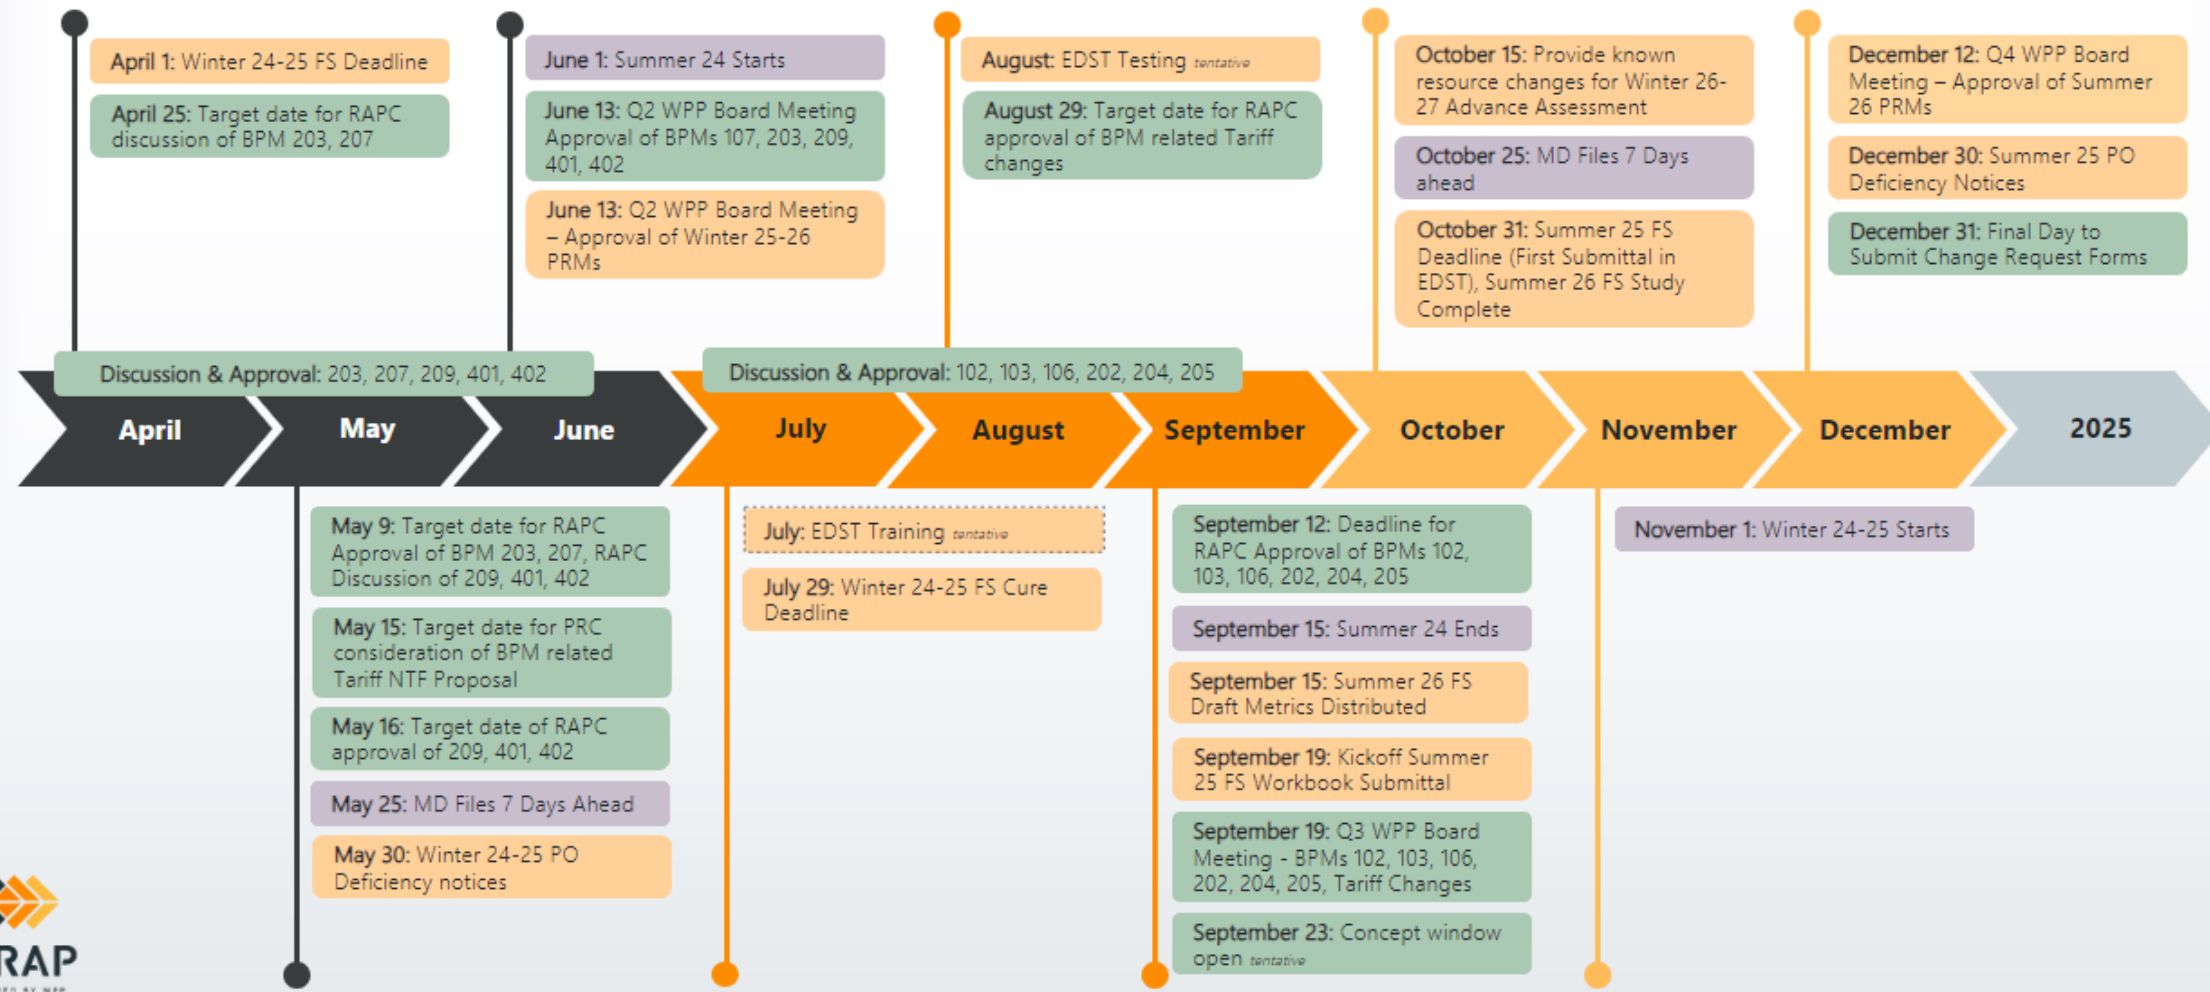 April 1: Winter 24-25 FS Deadline
April 25: Target date for RAPC
discussion of BPM 203, 207
June 1: Summer 24 Starts
June 13: Q2 WPP Board Meeting
Approval of BPMs 107, 203, 209,
401, 402
June 13: Q2 WPP Board Meeting
– Approval of Winter 25-26
PRMs
August: EDST Testing tentative
August 29: Target date for RAPC
approval of BPM related Tariff
changes
October 15: Provide known
resource changes for Winter 26-
27 Advance Assessment
October 25: MD Files 7 Days
ahead
October 31: Summer 25 FS
Deadline (First Submittal in
EDST), Summer 26 FS Study
Complete
December 12: Q4 WPP Board
Meeting – Approval of Summer
26 PRMs
December 30: Summer 25 PO
Deficiency Notices
December 31: Final Day to
Submit Change Request Forms
Discussion & Approval: 203, 207, 209, 401, 402
Discussion & Approval: 102, 103, 106, 202, 204, 205
April
May
June
July
August
September
October
November
December
2025
May 9: Target date for RAPC
Approval of BPM 203, 207, RAPC
Discussion of 209, 401, 402
May 15: Target date for PRC
consideration of BPM related
Tariff NTF Proposal
May 16: Target date of RAPC
approval of 209, 401, 402
May 25: MD Files 7 Days Ahead
May 30: Winter 24-25 PO
Deficiency notices
July: EDST Training tentative
July 29: Winter 24-25 FS Cure
Deadline
September 12: Deadline for
RAPC Approval of BPMs 102,
103, 106, 202, 204, 205
September 15: Summer 24 Ends
September 15: Summer 26 FS
Draft Metrics Distributed
September 19: Kickoff Summer
25 FS Workbook Submittal
September 19: Q3 WPP Board
Meeting - BPMs 102, 103, 106,
202, 204, 205, Tariff Changes
September 23: Concept window
open tentative
November 1: Winter 24-25 Starts
RAP
BY WPP